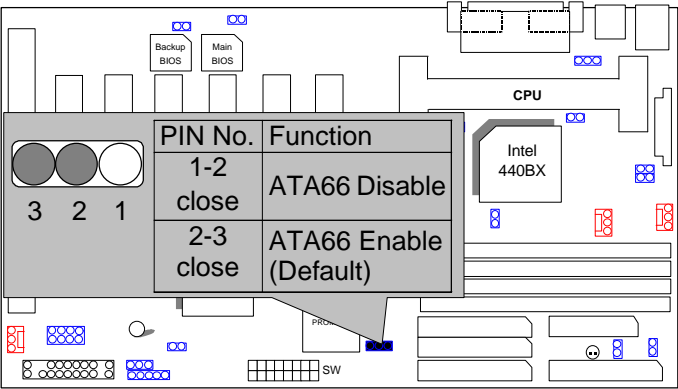 Backup
BIOS
Main
BIOS
CPU
Intel
440BX
PIN No. Function
1-2
close
ATA66 Disable
2-3
close
ATA66 Enable
(Default)
3 2 1
SW